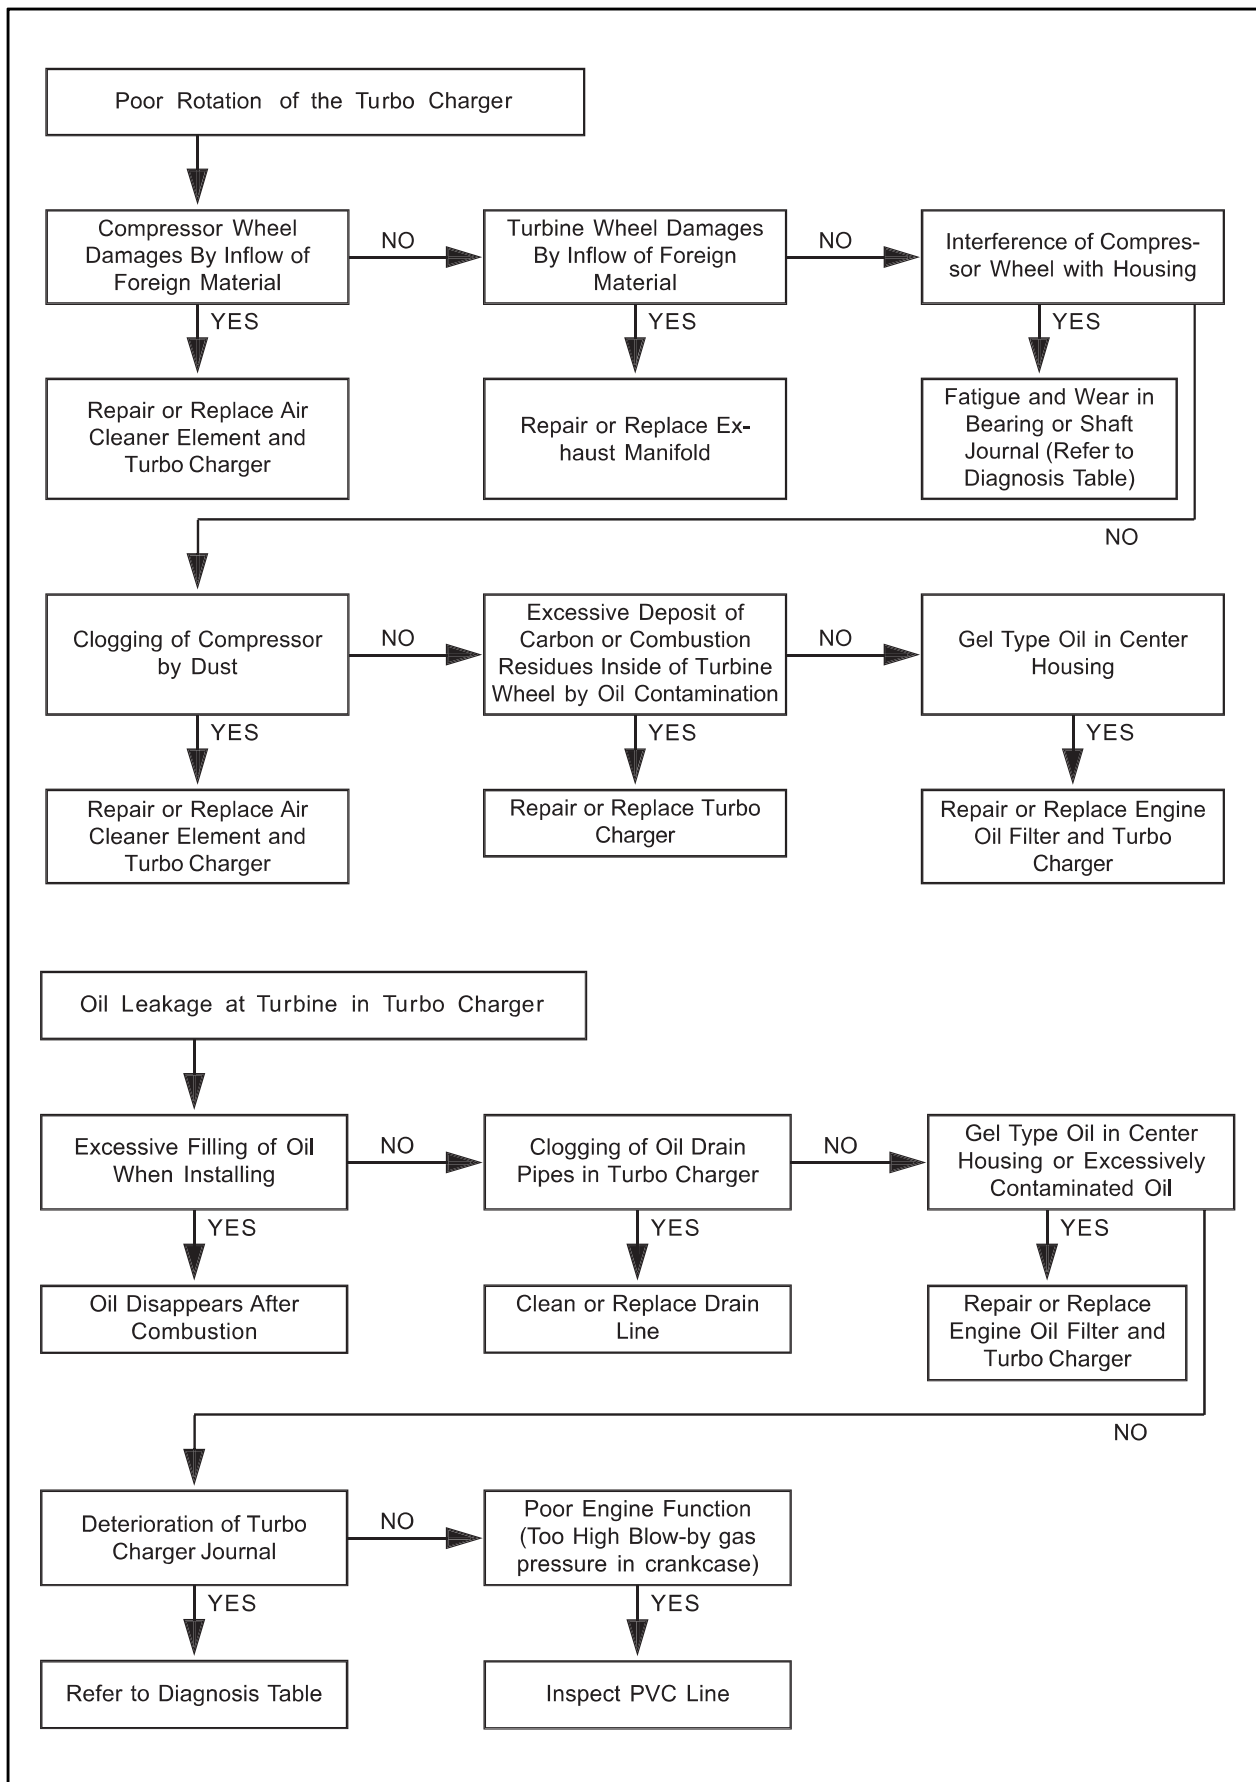 Poor Rotation of the Turbo Charger
Compressor Wheel
Damages By Inflow of
Foreign Material
NO
Turbine Wheel Damages
By Inflow of Foreign
Material
NO
Interference of Compres-
sor Wheel with Housing
YES
YES
YES
Repair or Replace Air
Cleaner Element and
Turbo Charger
Repair or Replace Ex-
haust Manifold
Fatigue and Wear in
Bearing or Shaft
Journal (Refer to
Diagnosis Table)
NO
Clogging of Compressor
by Dust
NO
Excessive Deposit of
Carbon or Combustion
Residues Inside of Turbine
Wheel by Oil Contamination
NO
Gel Type Oil in Center
Housing
YES
YES
YES
Repair or Replace Air
Cleaner Element and
Turbo Charger
Repair or Replace Turbo
Charger
Repair or Replace Engine
Oil Filter and Turbo
Charger
Oil Leakage at Turbine in Turbo Charger
Excessive Filling of Oil
When Installing
NO
Clogging of Oil Drain
Pipes in Turbo Charger
NO
Gel Type Oil in Center
Housing or Excessively
Contaminated Oil
YES
YES
YES
Oil Disappears After
Combustion
Clean or Replace Drain
Line
Repair or Replace
Engine Oil Filter and
Turbo Charger
NO
Deterioration of Turbo
Charger Journal
NO
Poor Engine Function
(Too High Blow-by gas
pressure in crankcase)
YES
YES
Refer to Diagnosis Table
Inspect PVC Line